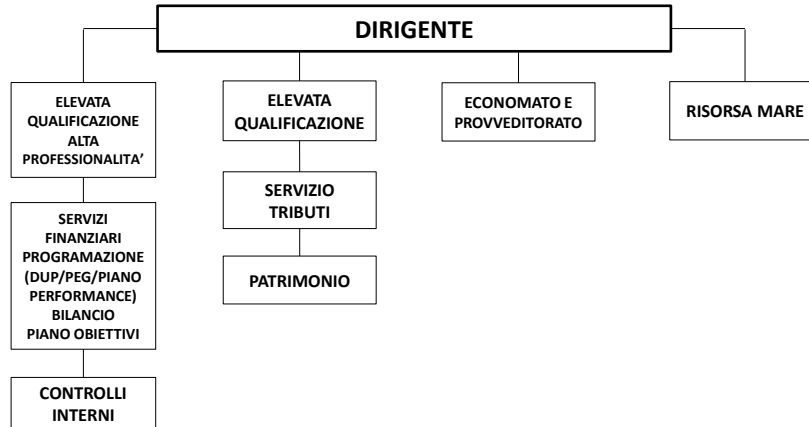 DIRIGENTE
ELEVATA
QUALIFICAZIONE
ALTA
PROFESSIONALITA’
ELEVATA
QUALIFICAZIONE
ECONOMATO E
PROVVEDITORATO
RISORSA MARE
SERVIZI
FINANZIARI
PROGRAMAZIONE
(DUP/PEG/PIANO
PERFORMANCE)
BILANCIO
PIANO OBIETTIVI
SERVIZIO
TRIBUTI
PATRIMONIO
CONTROLLI
INTERNI